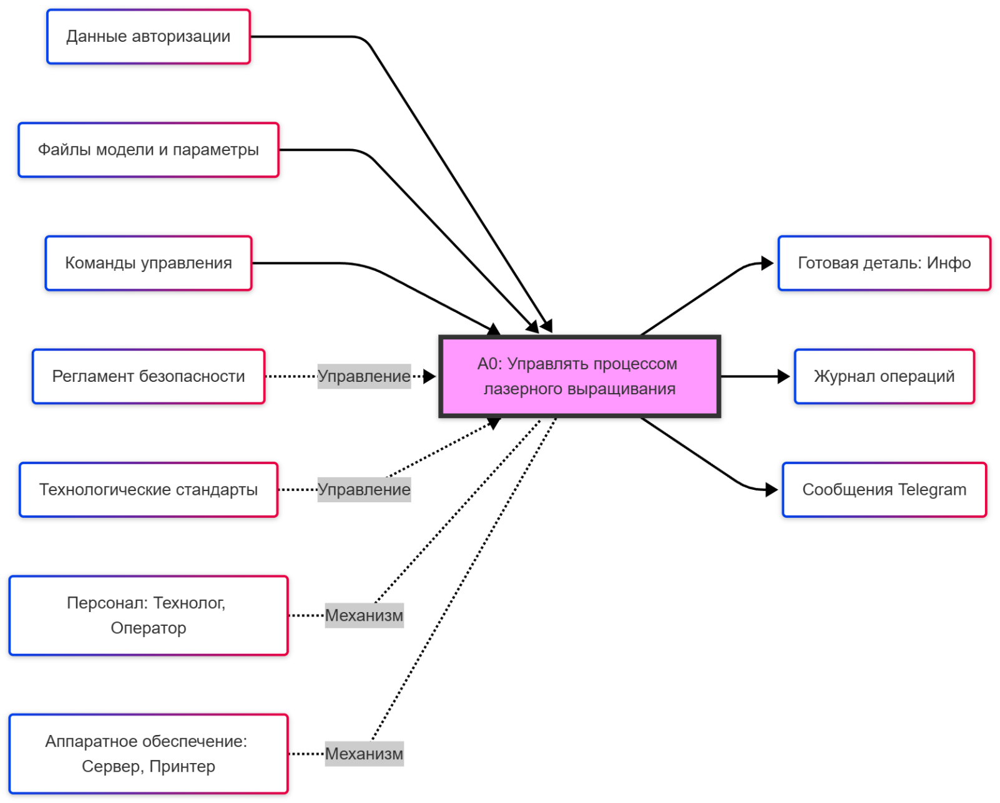 Данные авторизации
Файлы модели и параметры
Команды управления
Регламент безопасности
Управление
Технологические стандарты
Управление
Персонал: Технолог,
Оператор
Механизм
Аппаратное обеспечение:
Сервер, Принтер
Механизм
А0: Управлять процессом
лазерного выращивания
Готовая деталь: Инфо
Журнал операций
Сообщения Telegram